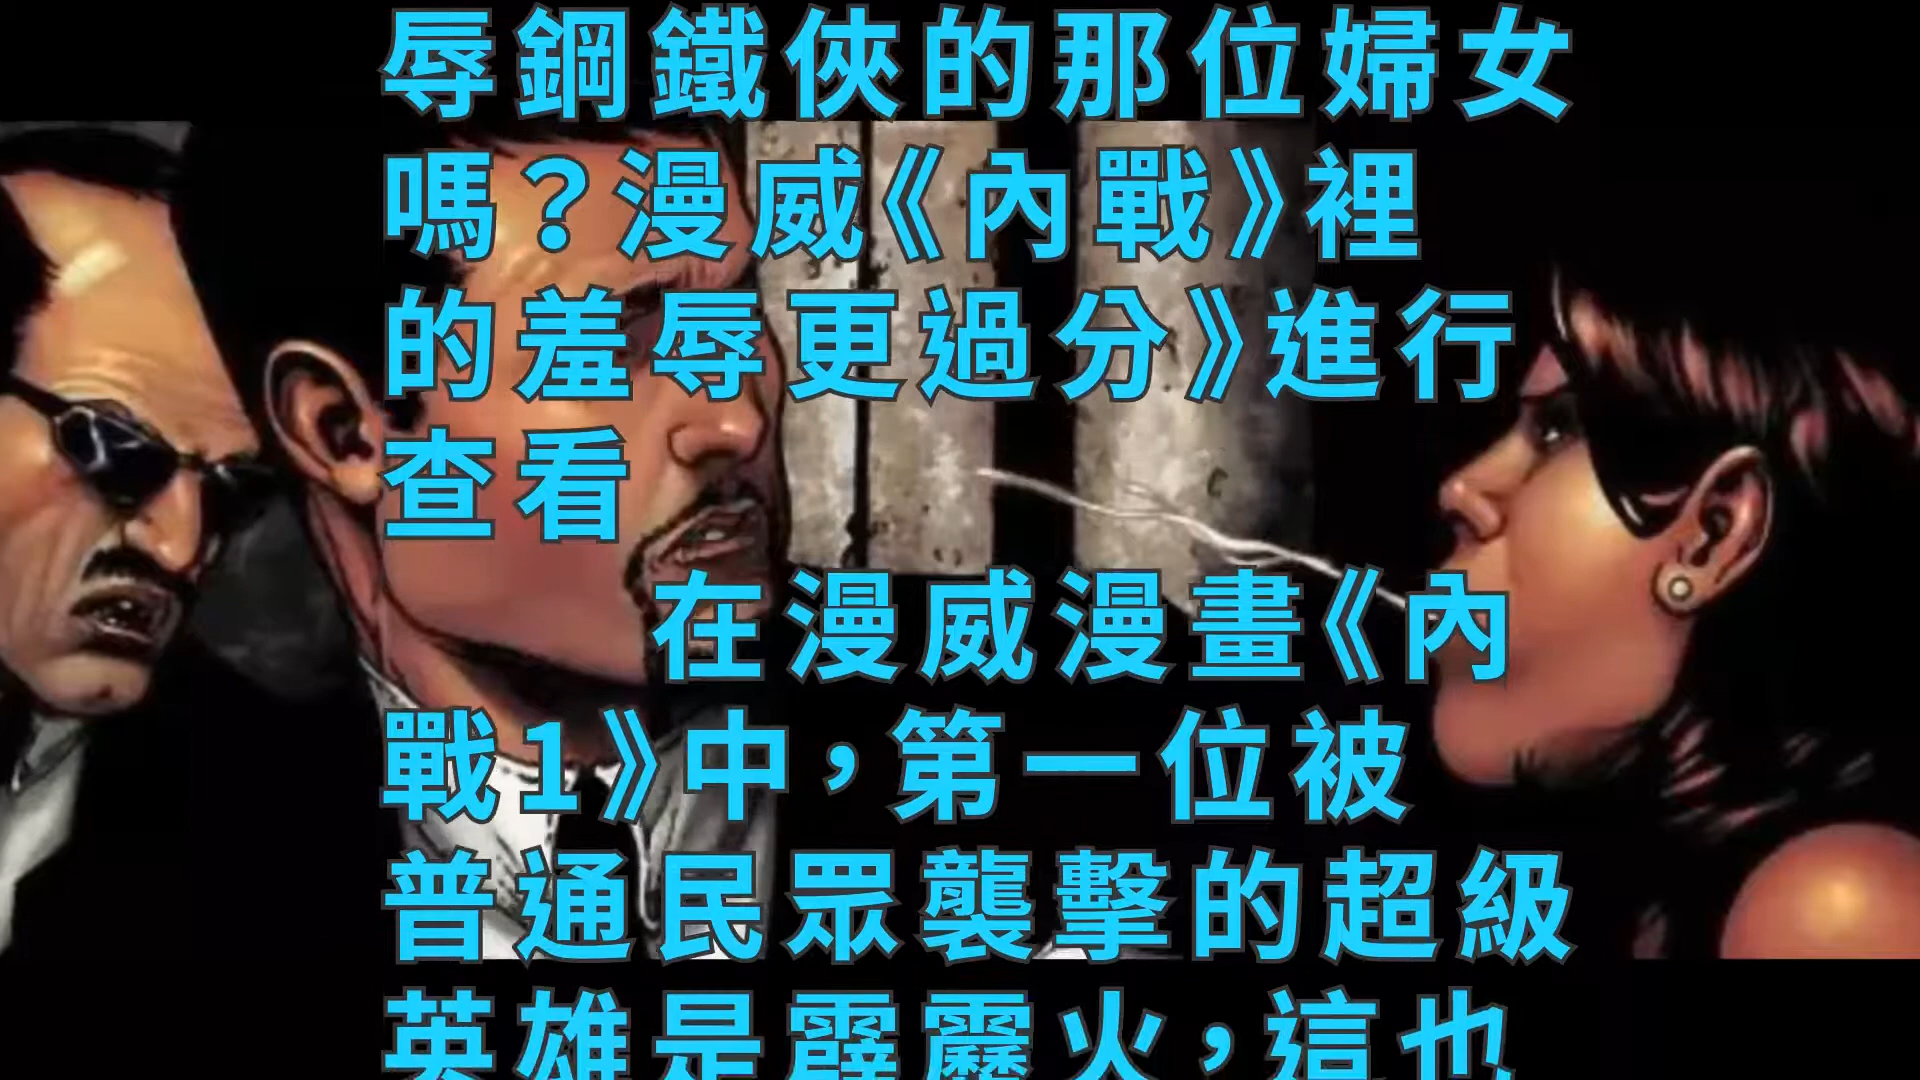 辱鋼鐵俠的那位婦女
嗎？漫威《內戰》裡
的羞辱更過分》進行
查看
在漫威漫畫《內
戰1》中，第一位被
普通民眾襲擊的超級
英雄是霹靂火，這也